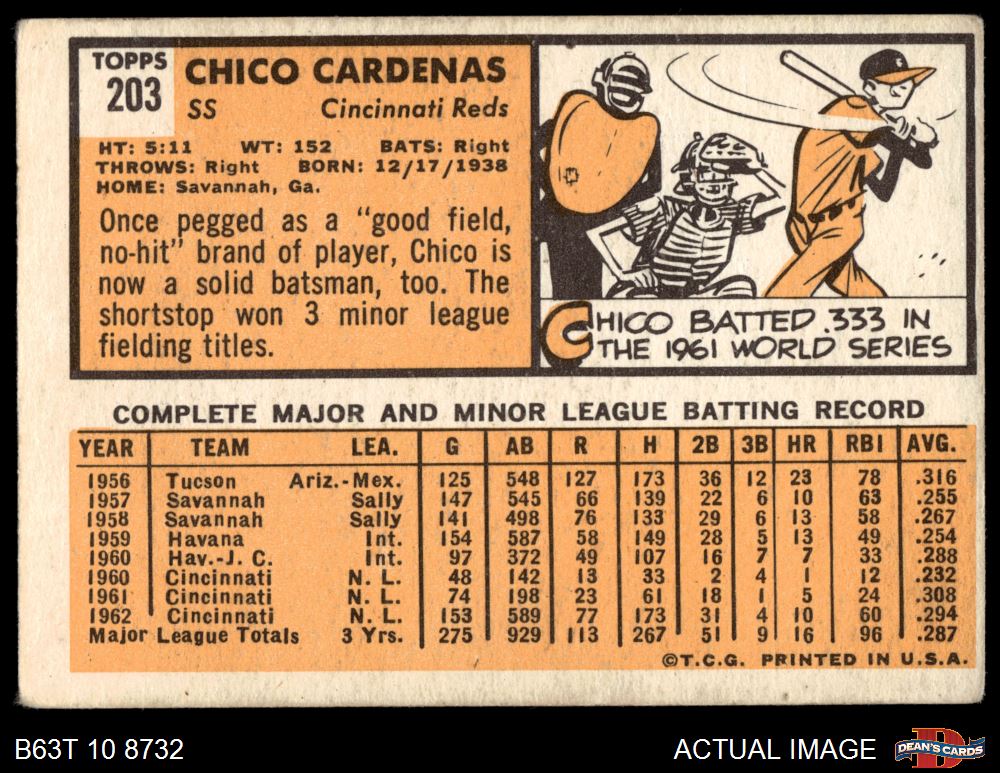 TOPPS
203
CHICO CARDENAS
SS Cincinnati Reds
HT: 5:11 WT: 152 BATS: Right
THROWS: Right BORN: 12/17/1938
HOME: Savannah, Ga.
Once pegged as a "good field,
no-hit" brand of player, Chico is
now a solid batsman, too. The
shortstop won 3 minor league
fielding titles.
C
CHICO BATTED .333 IN
THE 1961 WORLD SERIES
COMPLETE MAJOR AND MINOR LEAGUE BATTING RECORD
YEAR TEAM LEA. G AB R H 2B 3B HR RBI AVG.
1956 Tucson Ariz.-Mex. 125 548 127 173 36 12 23 78 .316
1957 Savannah Sally 147 545 66 139 22 6 10 63 .255
1958 Savannah Sally 141 498 76 133 29 6 13 58 .267
1959 Havana Int. 154 587 58 149 28 5 13 49 .254
1960 Hav.-J. C. Int. 97 372 49 107 16 7 7 33 .288
1960 Cincinnati N. L. 48 142 13 33 2 4 1 12 .232
1961 Cincinnati N. L. 74 198 23 61 18 1 5 24 .308
1962 Cincinnati N. L. 153 589 77 173 31 4 10 60 .294
Major League Totals 3 Yrs. 275 929 113 267 51 9 16 96 .287
©T.C.G. PRINTED IN U.S.A.
B63T 10 8732
ACTUAL IMAGE
D
DEAN'S CARDS